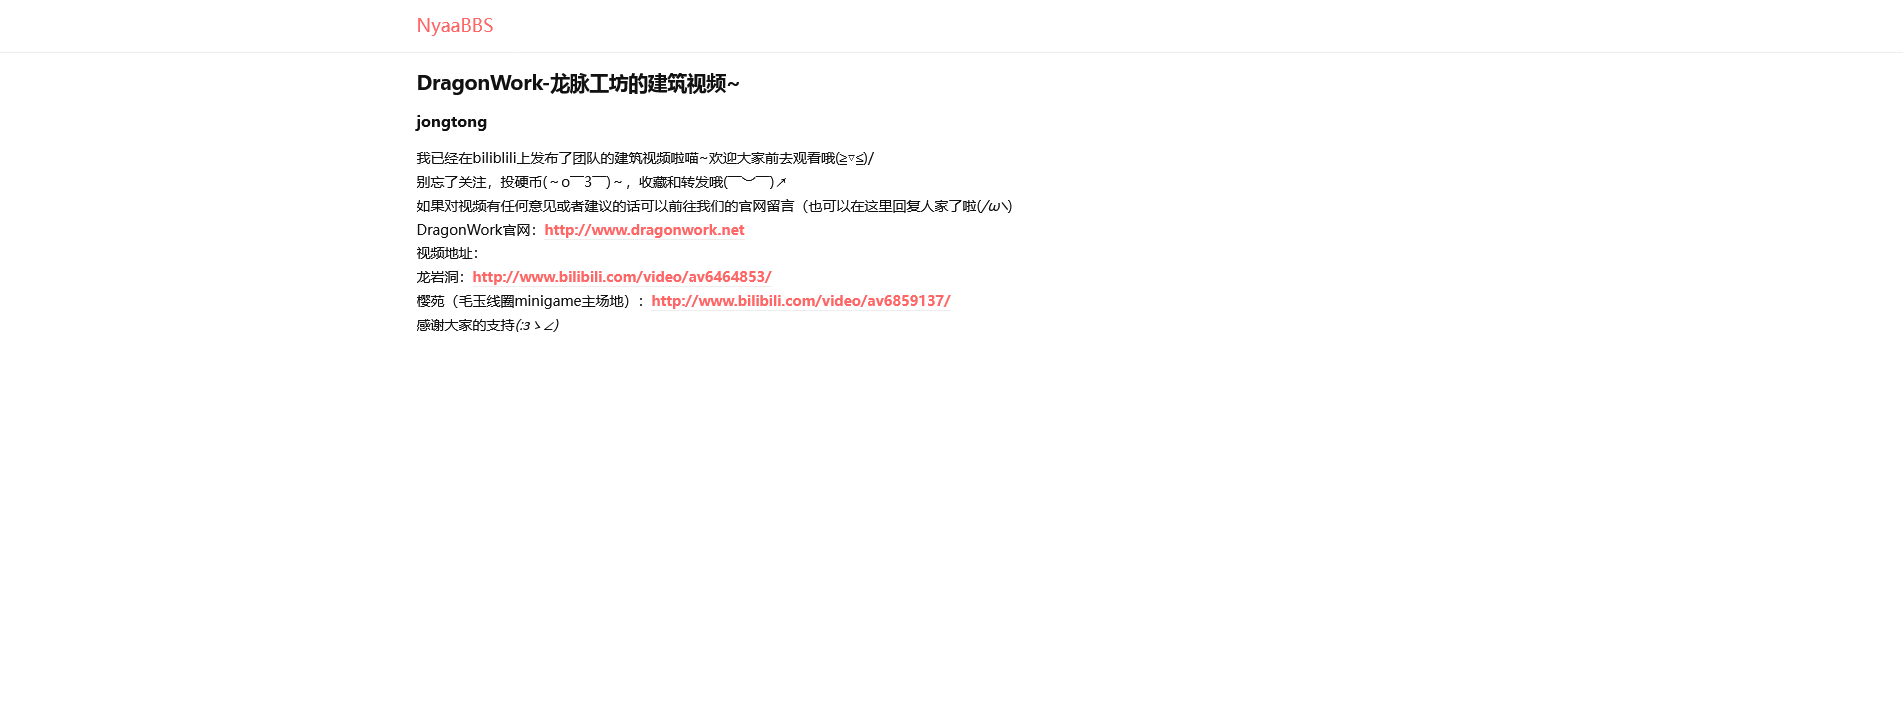 NyaaBBS
DragonWork-龙脉工坊的建筑视频~
jongtong
我已经在biliblili上发布了团队的建筑视频啦喵~欢迎大家前去观看哦(≧▿≦)/
别忘了关注，投硬币(～o￣3￣)～，收藏和转发哦(￣︶￣)↗
如果对视频有任何意见或者建议的话可以前往我们的官网留言（也可以在这里回复人家了啦(/ω\)
DragonWork官网：http://www.dragonwork.net
视频地址：
龙岩洞：http://www.bilibili.com/video/av6464853/
樱苑（毛玉线圈minigame主场地）：http://www.bilibili.com/video/av6859137/
感谢大家的支持(:зゝ∠)